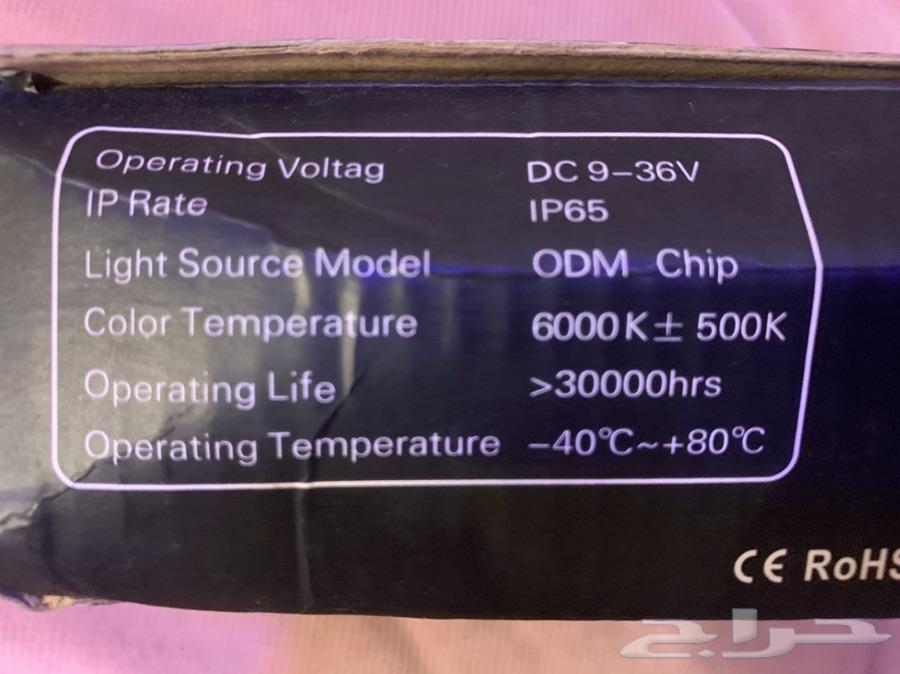 Operating Voltag DC 9–36V
IP Rate IP65
Light Source Model ODM Chip
Color Temperature 6000K± 500K
Operating Life >30000hrs
Operating Temperature –40℃~+80℃
CE RoHS
حراج